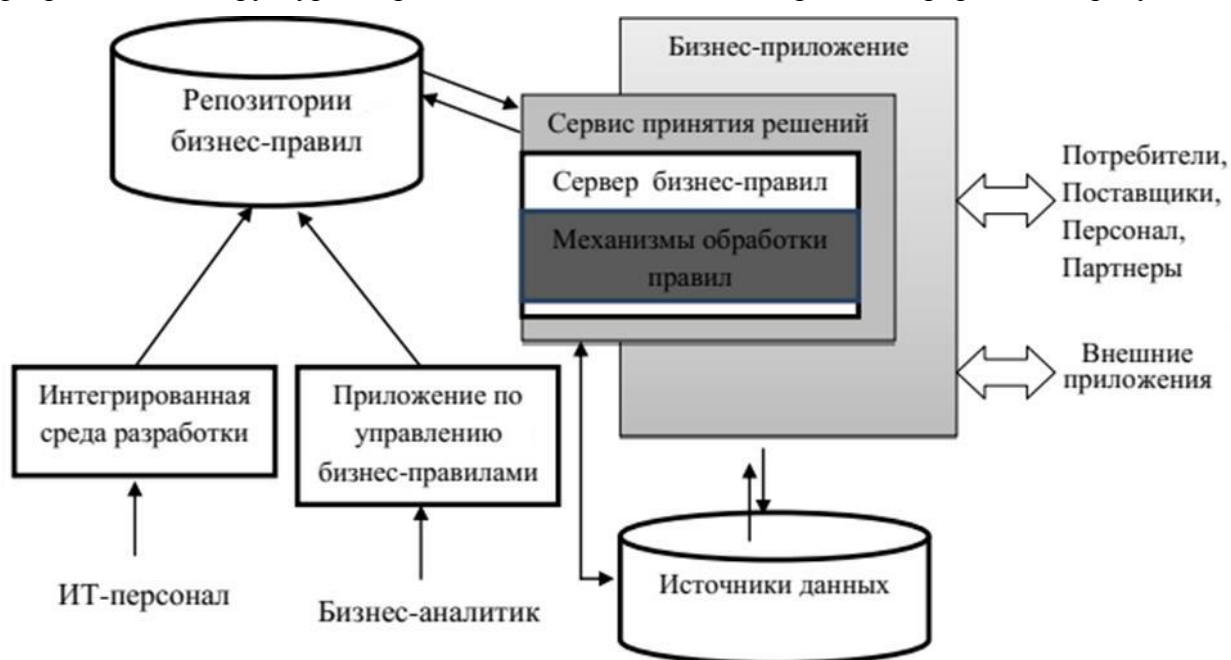 Бизнес-приложение
Репозитории
бизнес-правил
Сервис принятия решений
Сервер бизнес-правил
Механизмы обработки
правил
Потребители,
Поставщики,
Персонал,
Партнеры
Внешние
приложения
Интегрированная
среда разработки
Приложение по
управлению
бизнес-правилами
ИТ-персонал
Бизнес-аналитик
Источники данных